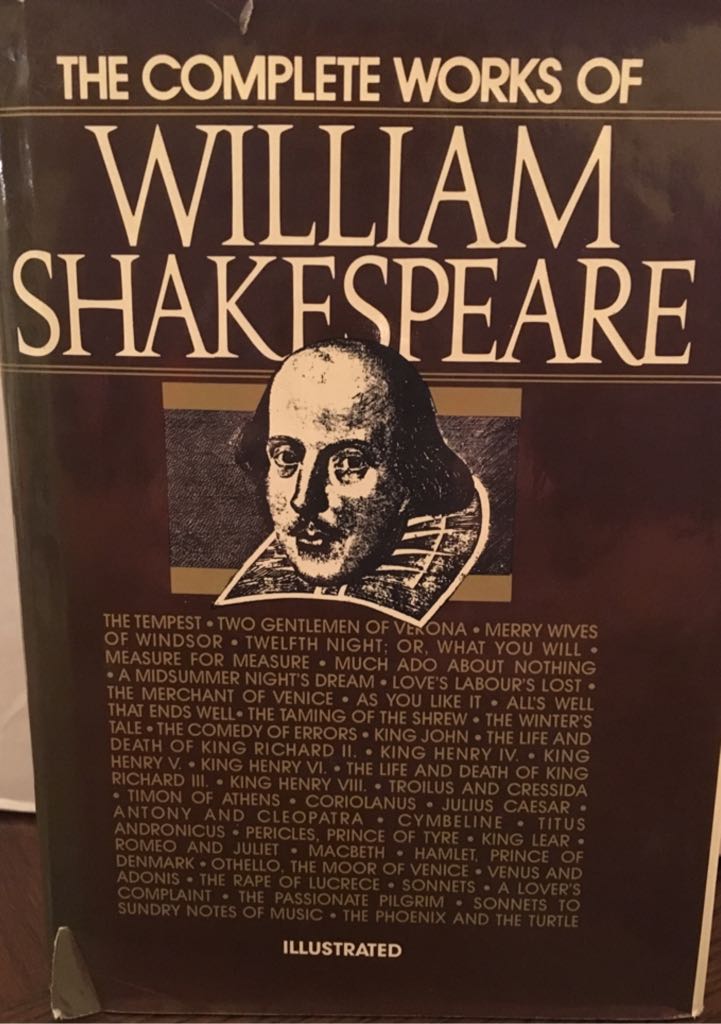 THE COMPLETE WORKS OF
WILLIAM
SHAKESPEARE
THE TEMPEST • TWO GENTLEMEN OF VERONA • MERRY WIVES
OF WINDSOR • TWELFTH NIGHT; OR, WHAT YOU WILL •
MEASURE FOR MEASURE • MUCH ADO ABOUT NOTHING
• A MIDSUMMER NIGHT'S DREAM • LOVE'S LABOUR'S LOST •
THE MERCHANT OF VENICE • AS YOU LIKE IT • ALL'S WELL
THAT ENDS WELL • THE TAMING OF THE SHREW • THE WINTER'S
TALE • THE COMEDY OF ERRORS • KING JOHN • THE LIFE AND
DEATH OF KING RICHARD II. • KING HENRY IV. • KING
HENRY V. • KING HENRY VI. • THE LIFE AND DEATH OF KING
RICHARD III. • KING HENRY VIII. • TROILUS AND CRESSIDA
• TIMON OF ATHENS • CORIOLANUS • JULIUS CAESAR •
ANTONY AND CLEOPATRA • CYMBELINE • TITUS
ANDRONICUS • PERICLES, PRINCE OF TYRE • KING LEAR •
ROMEO AND JULIET • MACBETH • HAMLET, PRINCE OF
DENMARK • OTHELLO, THE MOOR OF VENICE • VENUS AND
ADONIS • THE RAPE OF LUCRECE • SONNETS • A LOVER'S
COMPLAINT • THE PASSIONATE PILGRIM • SONNETS TO
SUNDRY NOTES OF MUSIC • THE PHOENIX AND THE TURTLE
ILLUSTRATED